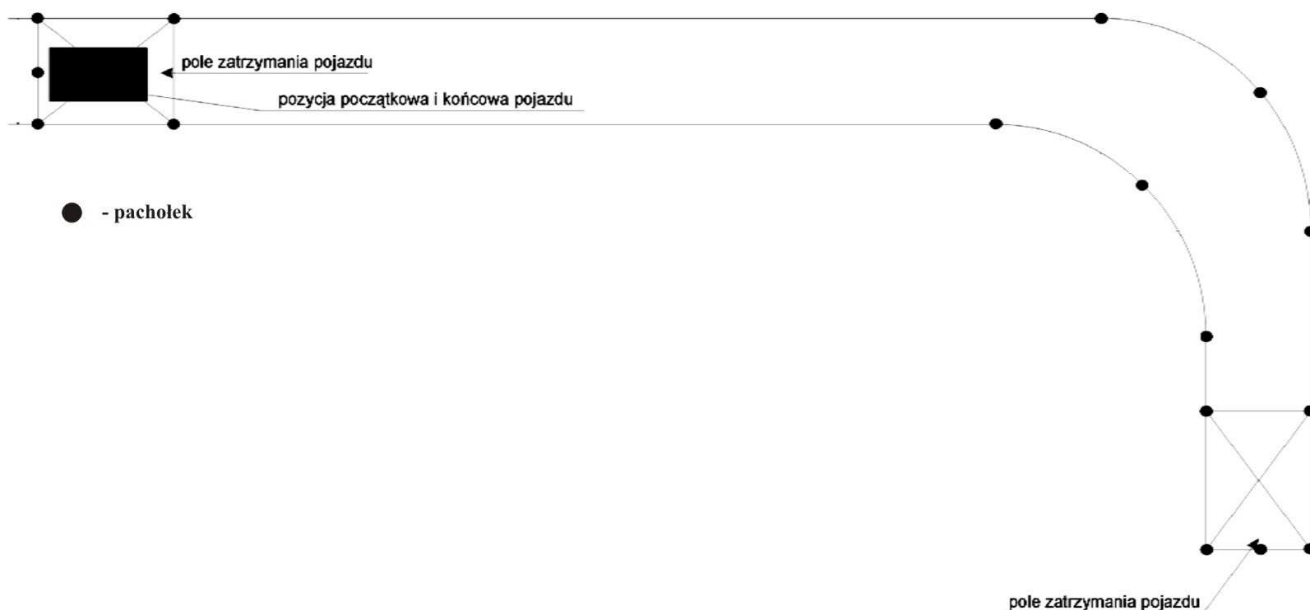 pole zatrzymania pojazdu
pozycja początkowa i końcowa pojazdu
- pachołek
pole zatrzymania pojazdu